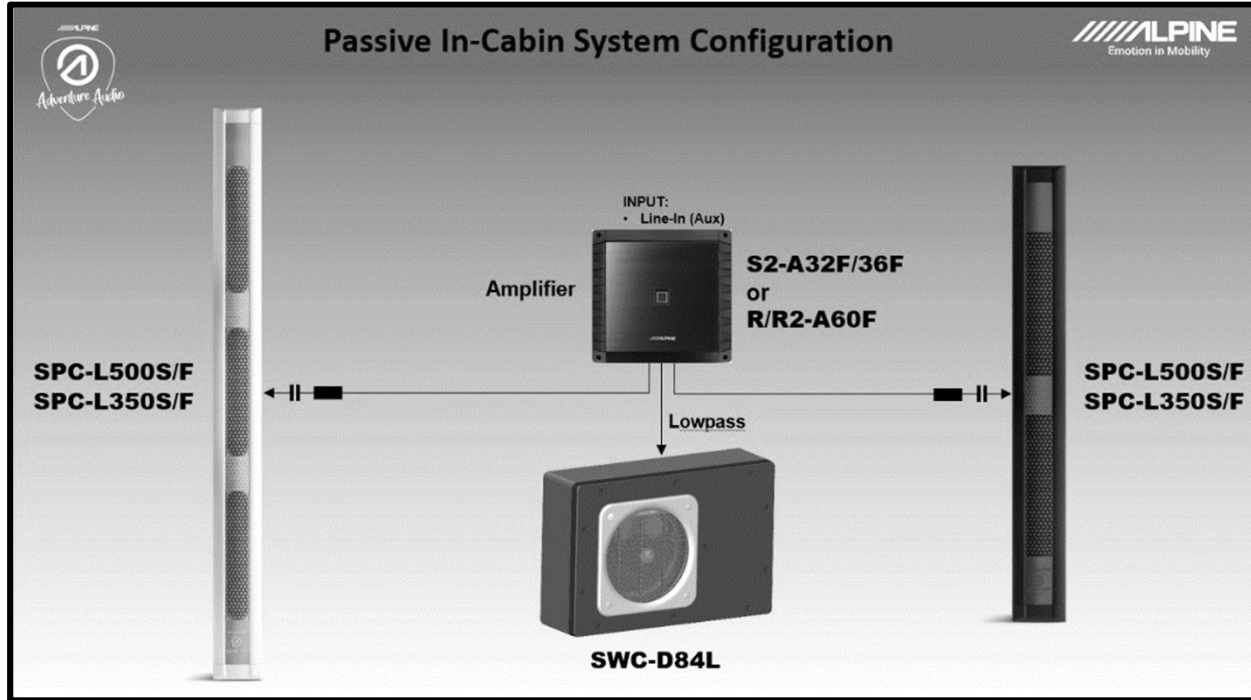 ALPINE
Adventure Audio
Passive In-Cabin System Configuration
ALPINE
Emotion in Mobility
INPUT:
• Line-In (Aux)
Amplifier
S2-A32F/36F
or
R/R2-A60F
ALPINE
SPC-L500S/F
SPC-L350S/F
SPC-L500S/F
SPC-L350S/F
Lowpass
SWC-D84L